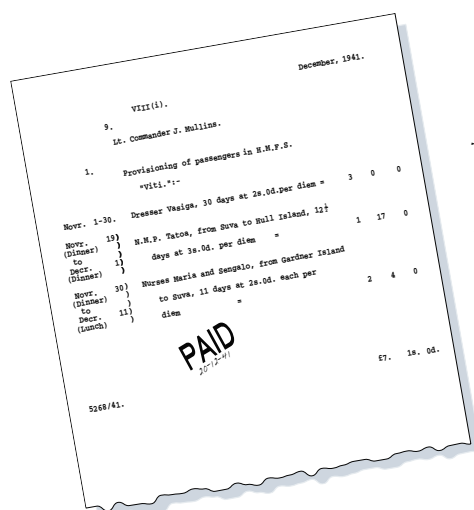 December, 1941.
VIII(i).
9.
Lt. Commander J. Mullins.
1. Provisioning of passengers in H.M.F.S.
"Viti.":-
Novr. 1-30. Dresser Vasiga, 30 days at 2s.0d.per diem = 3 0 0
Novr. 19) N.M.P. Tatoa, from Suva to Hull Island, 12½
(Dinner) ) days at 3s.0d. per diem = 1 17 0
to )
Decr. 1)
(Dinner) )
Novr. 30) Nurses Maria and Sengalo, from Gardner Island
(Dinner) ) to Suva, 11 days at 2s.0d. each per
to ) diem = 2 4 0
Decr. 11)
(Lunch) )
PAID
20-12-41
£7. 1s. 0d.
5268/41.